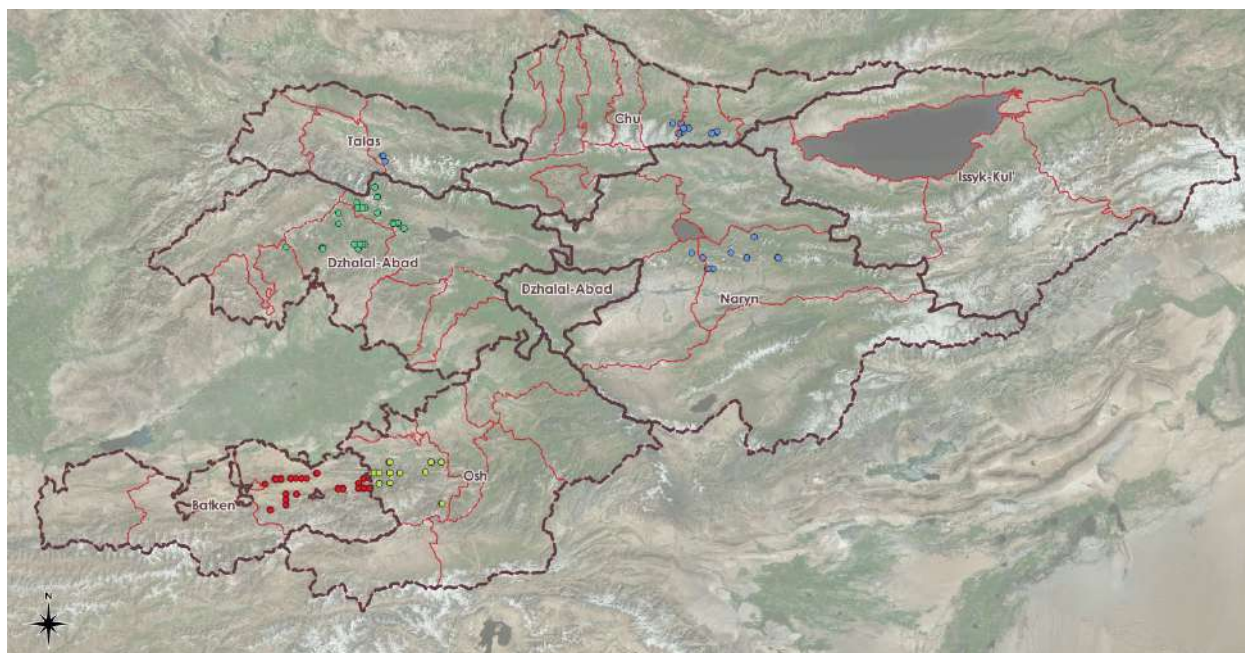 Chu
Talas
Issyk-Kul'
Dzhalal-Abad
Dzhalal-Abad
Naryn
Osh
Batken
N